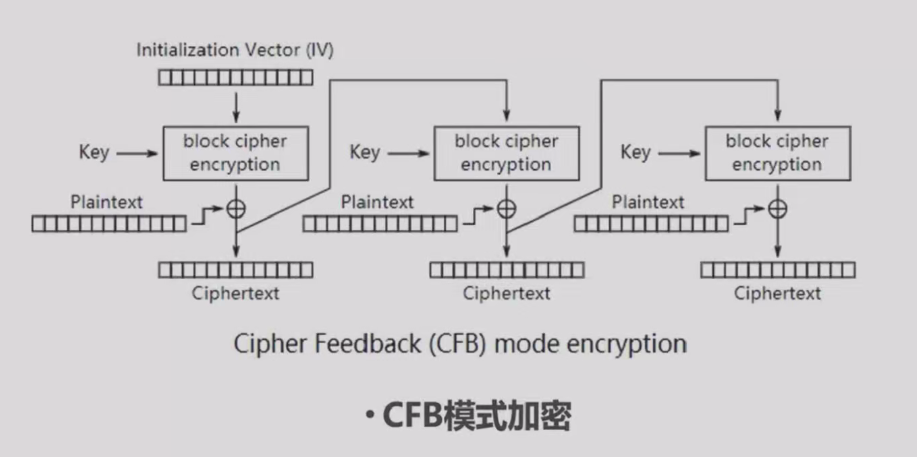 Initialization Vector (IV)
Key
block cipher
encryption
Key
block cipher
encryption
Key
block cipher
encryption
Plaintext
Plaintext
Plaintext
Ciphertext
Ciphertext
Ciphertext
Cipher Feedback (CFB) mode encryption
• CFB模式加密